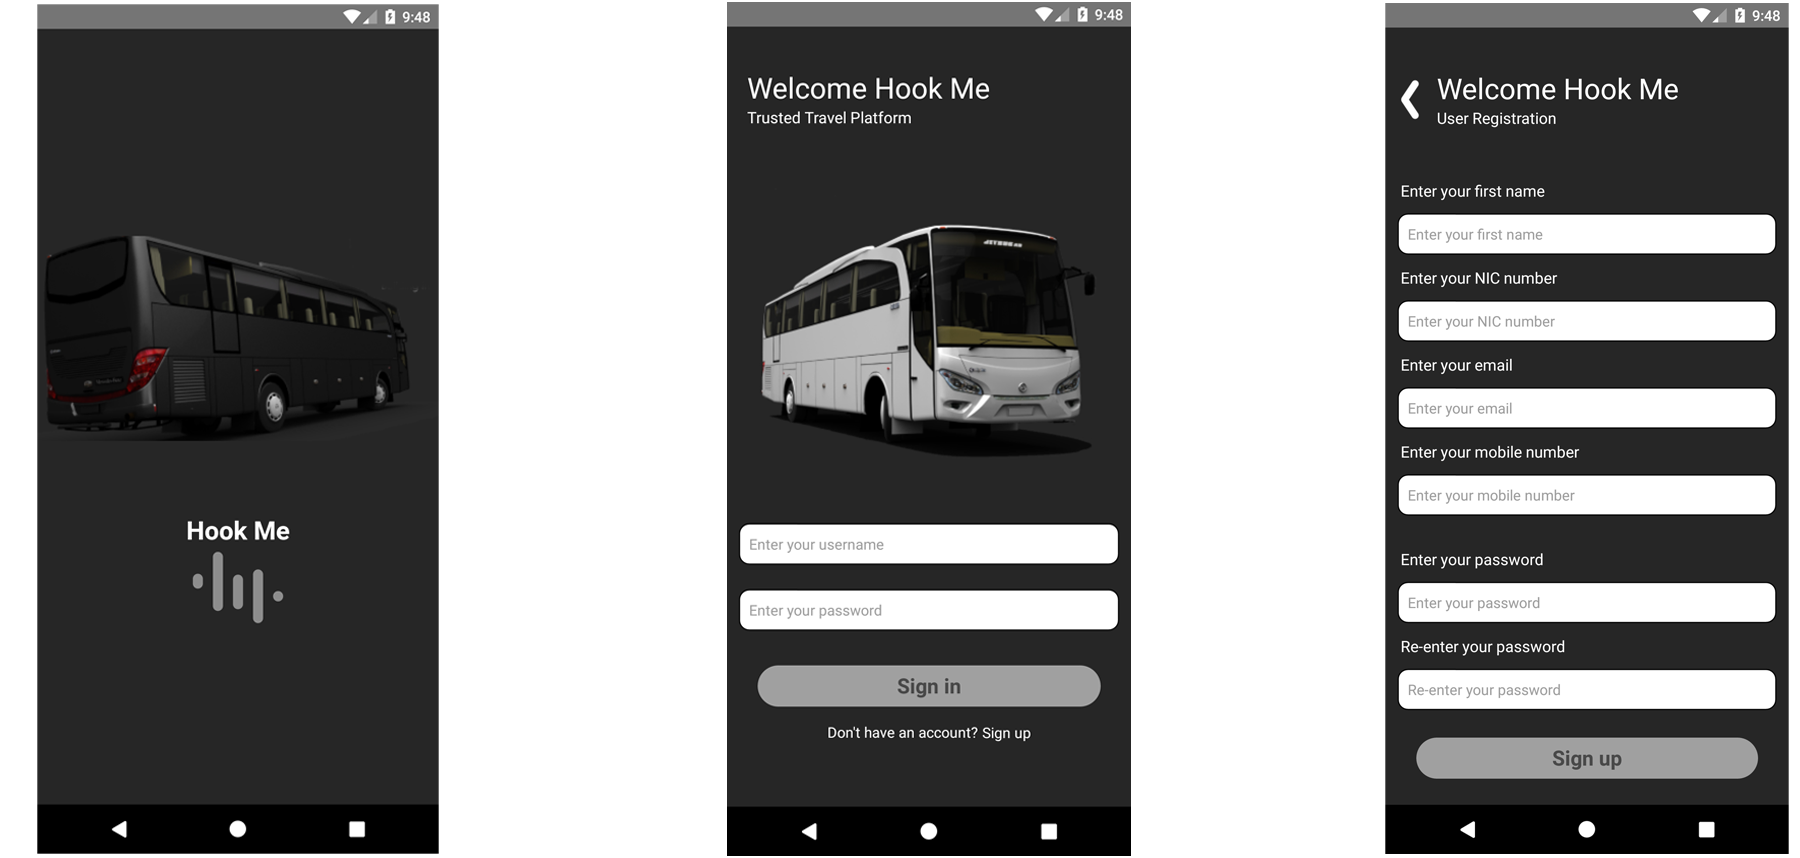 9:48
Hook Me
9:48
Welcome Hook Me
Trusted Travel Platform
JETBUS HD
Enter your username
Enter your password
Sign in
Don't have an account? Sign up
9:48
Welcome Hook Me
User Registration
Enter your first name
Enter your first name
Enter your NIC number
Enter your NIC number
Enter your email
Enter your email
Enter your mobile number
Enter your mobile number
Enter your password
Enter your password
Re-enter your password
Re-enter your password
Sign up